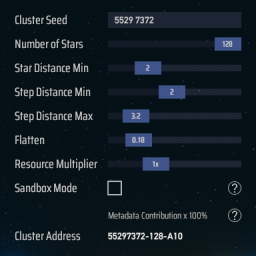 Cluster Seed 5529 7372
Number of Stars 128
Star Distance Min 2
Step Distance Min 2
Step Distance Max 3.2
Flatten 0.18
Resource Multiplier 1x
Sandbox Mode ?
Metadata Contribution x 100% ?
Cluster Address 55297372-128-A10